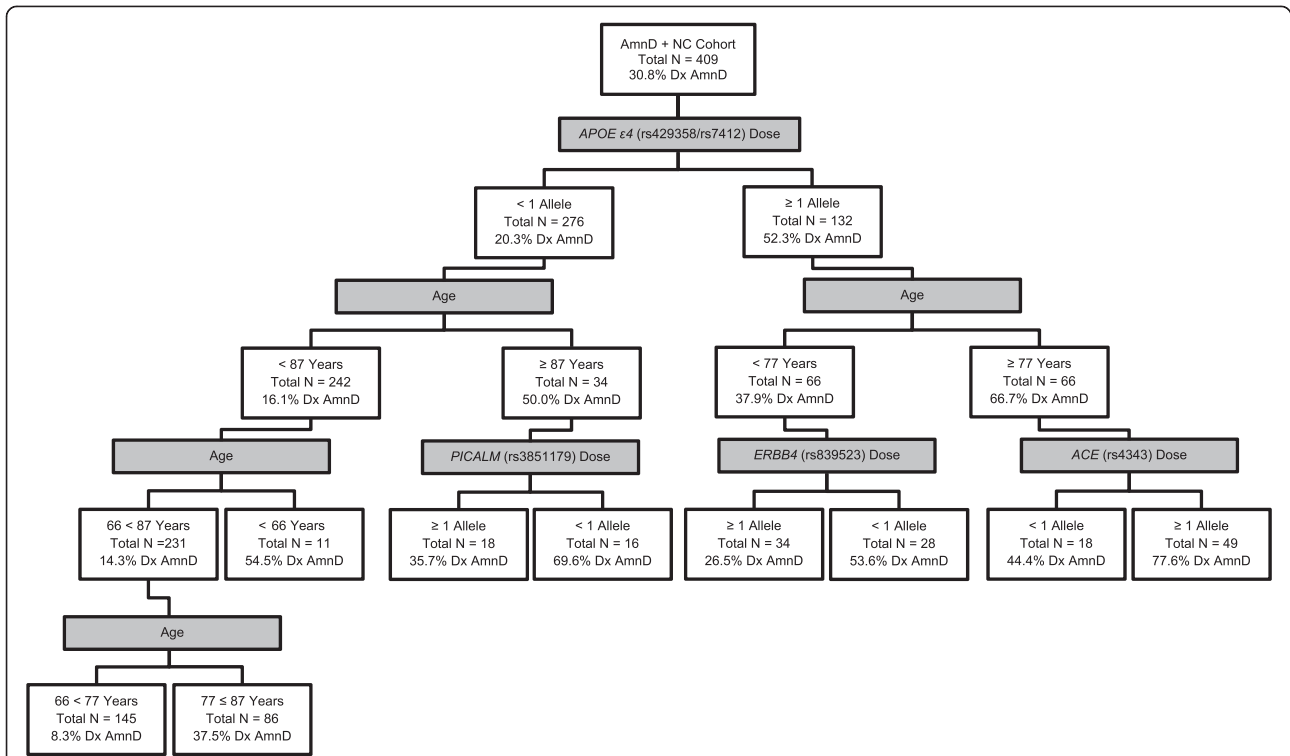 AmnD + NC Cohort
Total N = 409
30.8% Dx AmnD
APOE ε4 (rs429358/rs7412) Dose
< 1 Allele
Total N = 276
20.3% Dx AmnD
≥ 1 Allele
Total N = 132
52.3% Dx AmnD
Age
Age
< 87 Years
Total N = 242
16.1% Dx AmnD
≥ 87 Years
Total N = 34
50.0% Dx AmnD
< 77 Years
Total N = 66
37.9% Dx AmnD
≥ 77 Years
Total N = 66
66.7% Dx AmnD
Age
PICALM (rs3851179) Dose
ERBB4 (rs839523) Dose
ACE (rs4343) Dose
66 < 87 Years
Total N =231
14.3% Dx AmnD
< 66 Years
Total N = 11
54.5% Dx AmnD
≥ 1 Allele
Total N = 18
35.7% Dx AmnD
< 1 Allele
Total N = 16
69.6% Dx AmnD
≥ 1 Allele
Total N = 34
26.5% Dx AmnD
< 1 Allele
Total N = 28
53.6% Dx AmnD
< 1 Allele
Total N = 18
44.4% Dx AmnD
≥ 1 Allele
Total N = 49
77.6% Dx AmnD
Age
66 < 77 Years
Total N = 145
8.3% Dx AmnD
77 ≤ 87 Years
Total N = 86
37.5% Dx AmnD